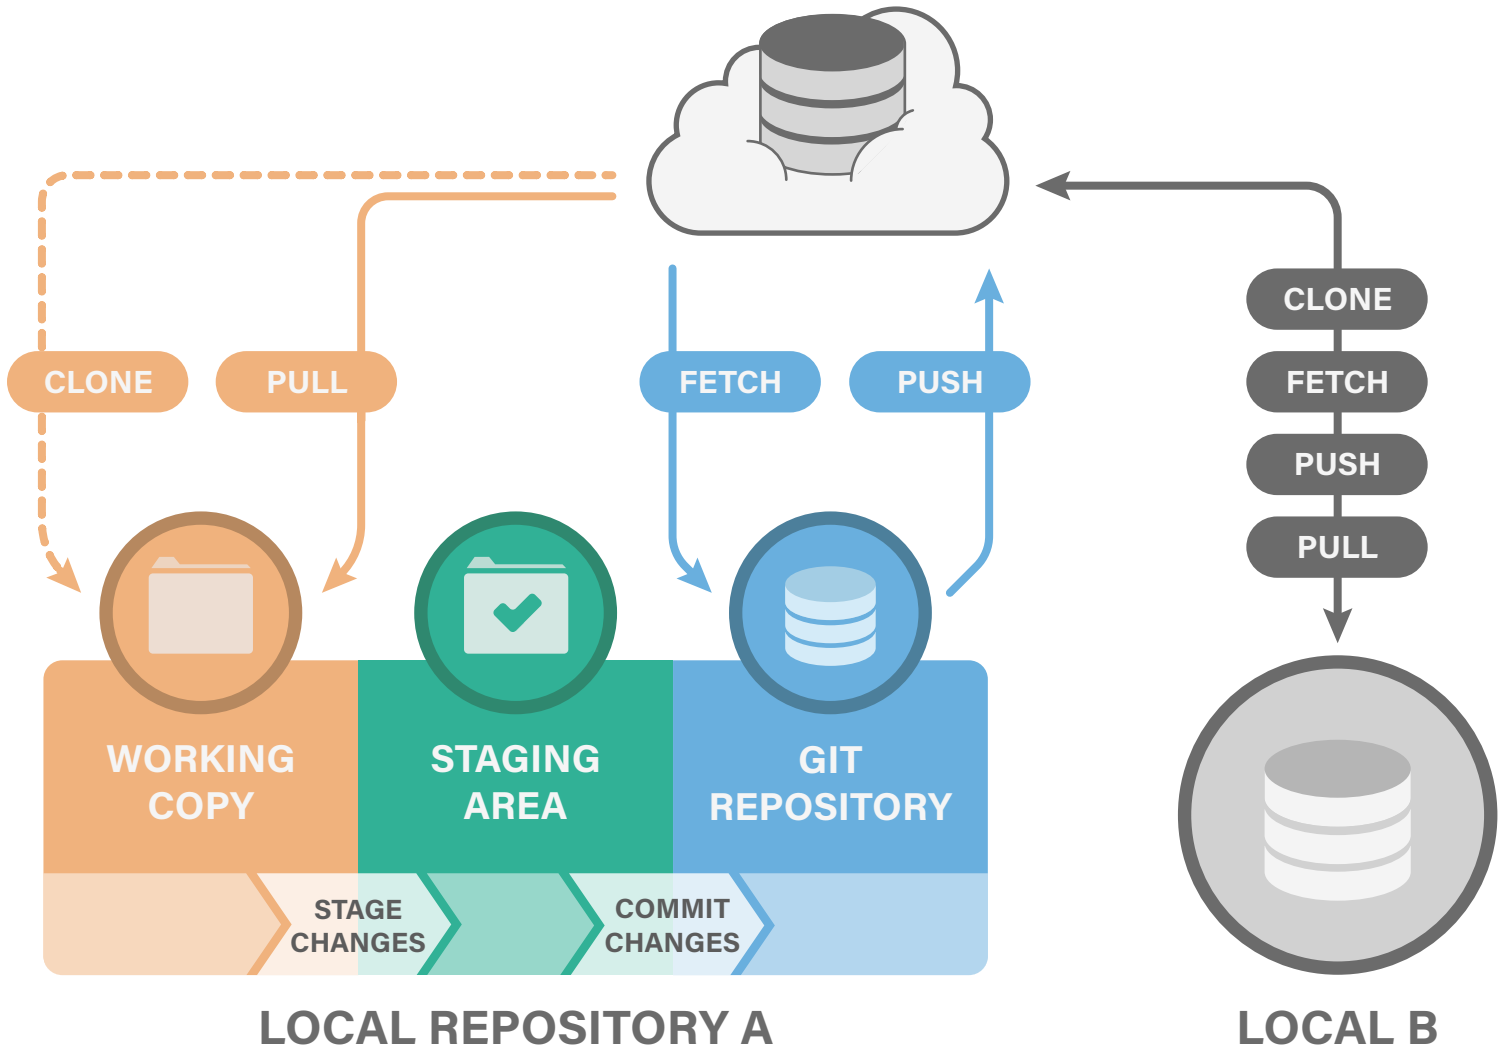 CLONE
PULL
FETCH
PUSH
CLONE
FETCH
PUSH
PULL
WORKING
COPY
STAGING
AREA
GIT
REPOSITORY
STAGE
CHANGES
COMMIT
CHANGES
LOCAL REPOSITORY A
LOCAL B